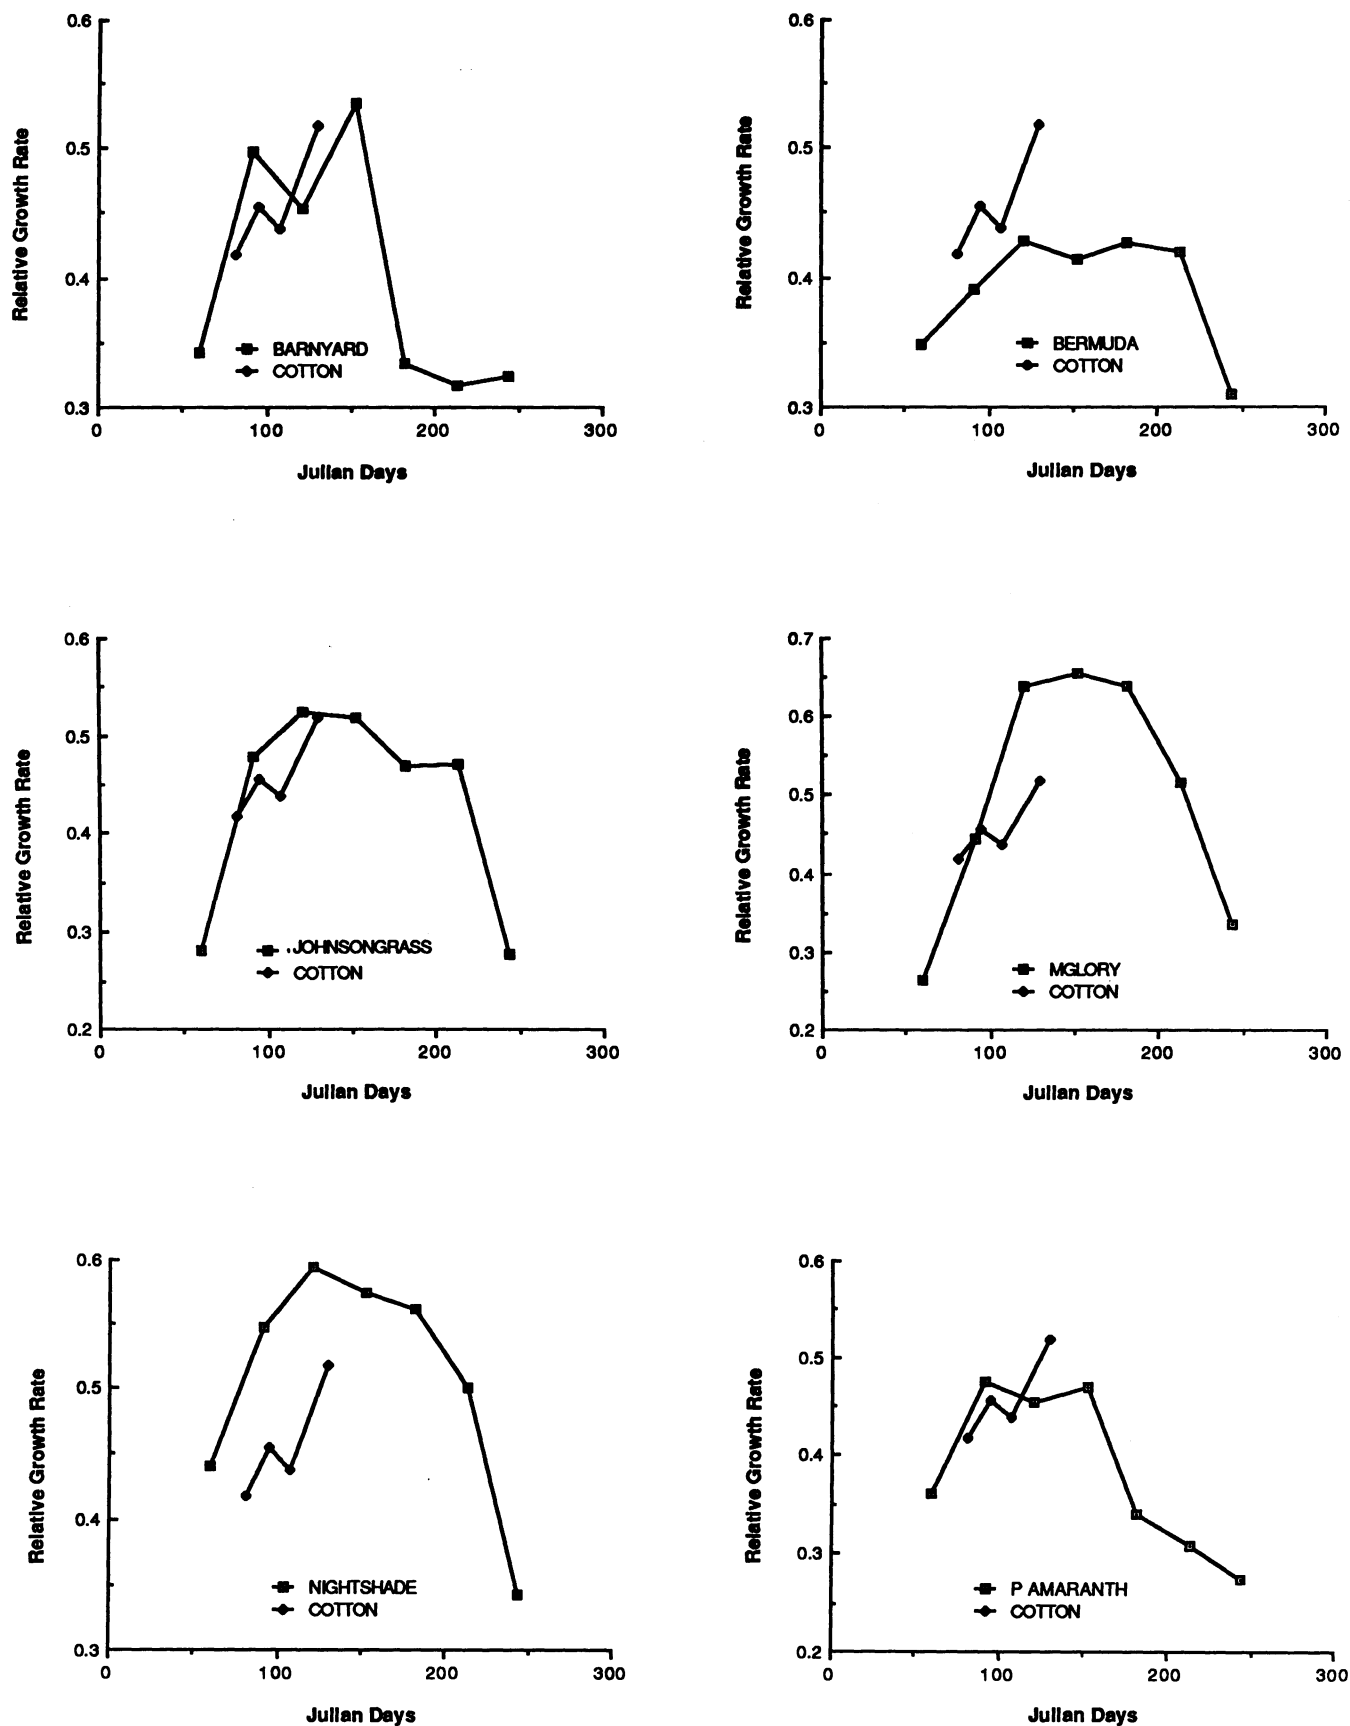 0.6
0.5
0.4
0.3
Relative Growth Rate
BARNYARD
COTTON
0 100 200 300
Julian Days
0.6
0.5
0.4
0.3
Relative Growth Rate
BERMUDA
COTTON
0 100 200 300
Julian Days
0.6
0.5
0.4
0.3
0.2
Relative Growth Rate
JOHNSONGRASS
COTTON
0 100 200 300
Julian Days
0.7
0.6
0.5
0.4
0.3
0.2
Relative Growth Rate
MGLORY
COTTON
0 100 200 300
Julian Days
0.6
0.5
0.4
0.3
Relative Growth Rate
NIGHTSHADE
COTTON
0 100 200 300
Julian Days
0.6
0.5
0.4
0.3
0.2
Relative Growth Rate
P AMARANTH
COTTON
0 100 200 300
Julian Days